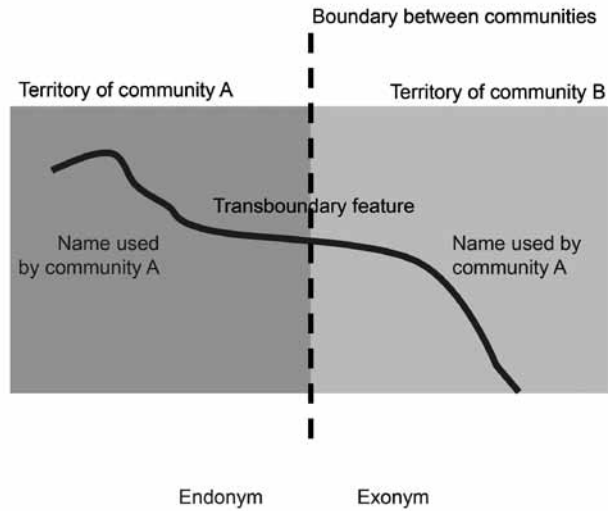 Boundary between communities
Territory of community A
Territory of community B
Transboundary feature
Name used
by community A
Name used by
community A
Endonym
Exonym